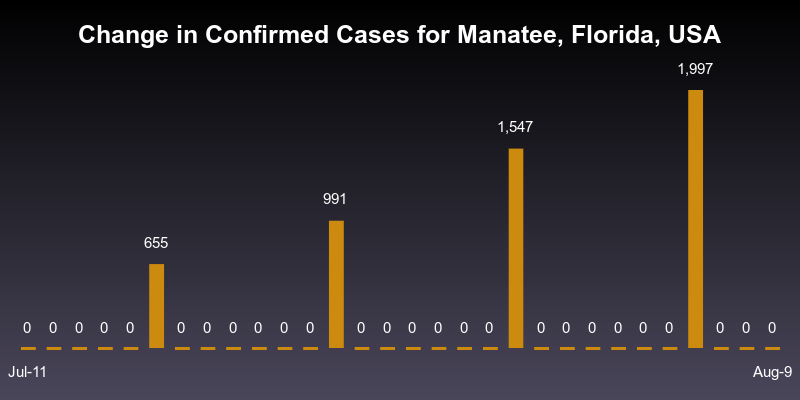 Change in Confirmed Cases for Manatee, Florida, USA
1,997
1,547
991
655
0 0 0 0 0 0 0 0 0 0 0 0 0 0 0 0 0 0 0 0 0 0 0 0 0 0
Jul-11 Aug-9